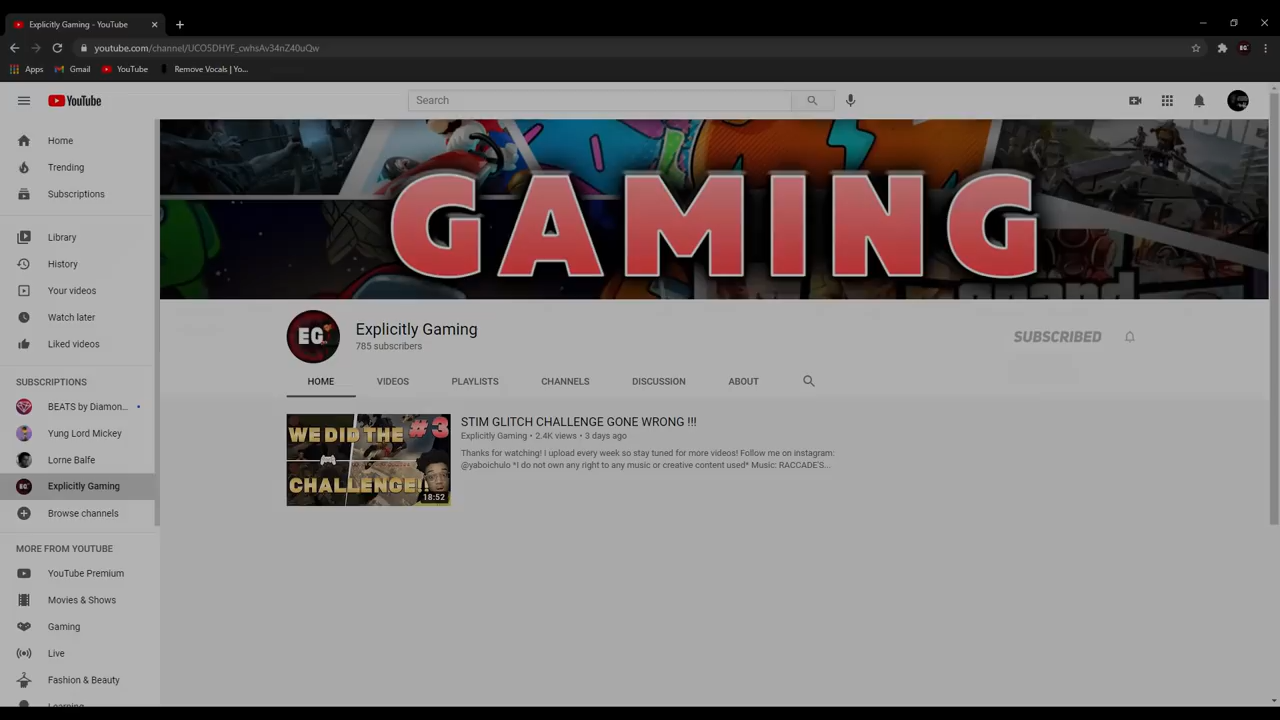 Explicitly Gaming - YouTube
youtube.com/channel/UCO5DHYF_cwhsAv34nZ40uQw
Apps Gmail YouTube Remove Vocals | Yo...
YouTube
Search
Home
Trending
Subscriptions
Library
History
Your videos
Watch later
Liked videos
SUBSCRIPTIONS
BEATS by Diamon...
Yung Lord Mickey
Lorne Balfe
Explicitly Gaming
Browse channels
MORE FROM YOUTUBE
YouTube Premium
Movies & Shows
Gaming
Live
Fashion & Beauty
Learning
GAMING
EG
Explicitly Gaming
785 subscribers
SUBSCRIBED
HOME VIDEOS PLAYLISTS CHANNELS DISCUSSION ABOUT
WE DID THE #3
CHALLENGE!!
18:52
STIM GLITCH CHALLENGE GONE WRONG !!!
Explicitly Gaming • 2.4K views • 3 days ago
Thanks for watching! I upload every week so stay tuned for more videos! Follow me on instagram:
@yaboichulo *I do not own any right to any music or creative content used* Music: RACCADE'S...